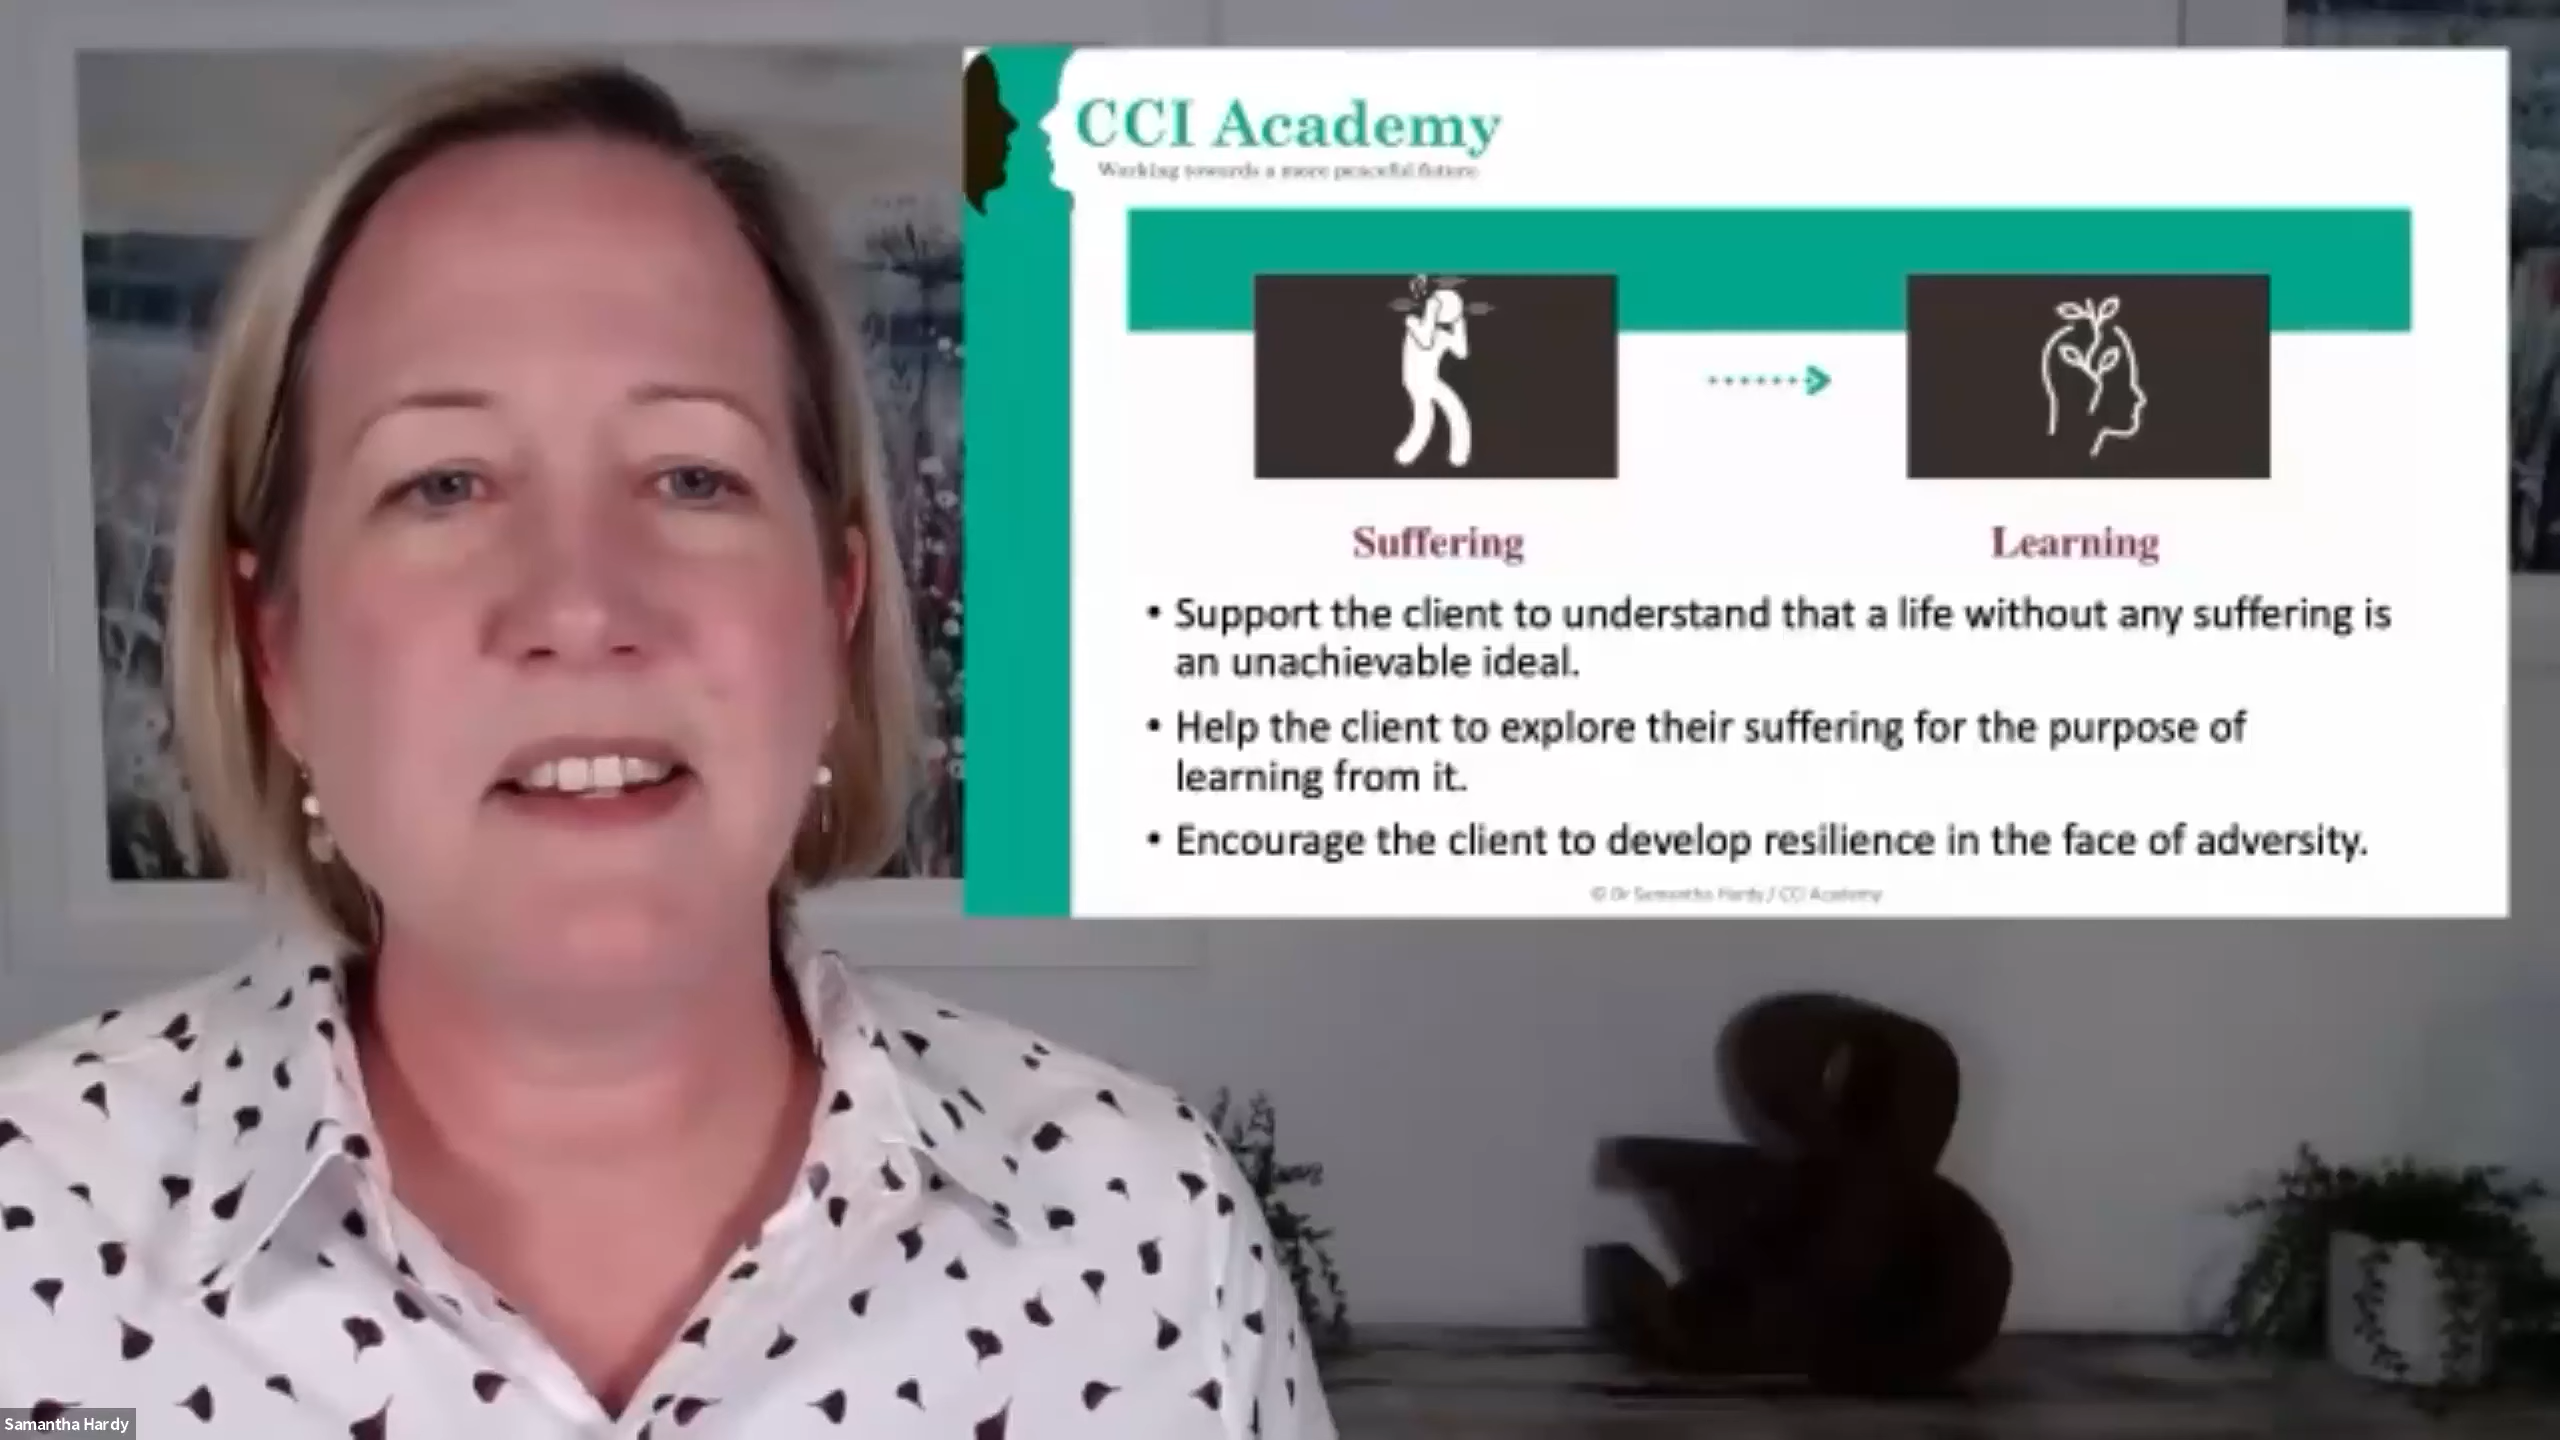 CCI Academy
Working towards a more peaceful future
Suffering
Learning
• Support the client to understand that a life without any suffering is
an unachievable ideal.
• Help the client to explore their suffering for the purpose of
learning from it.
• Encourage the client to develop resilience in the face of adversity.
© Dr Samantha Hardy / CCI Academy
Samantha Hardy